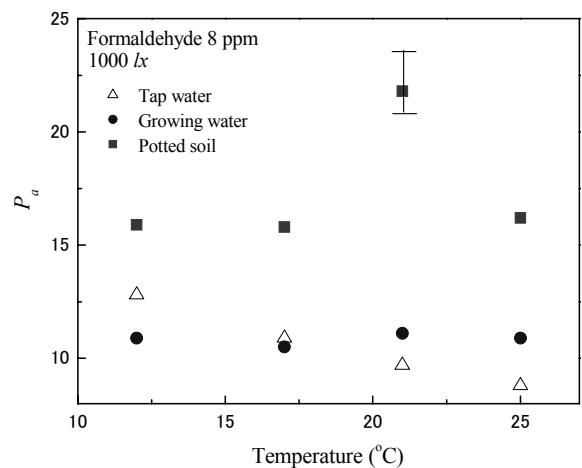 Formaldehyde 8 ppm
1000 lx
Tap water
Growing water
Potted soil
25
20
15
10
P a
10 15 20 25
Temperature (°C)